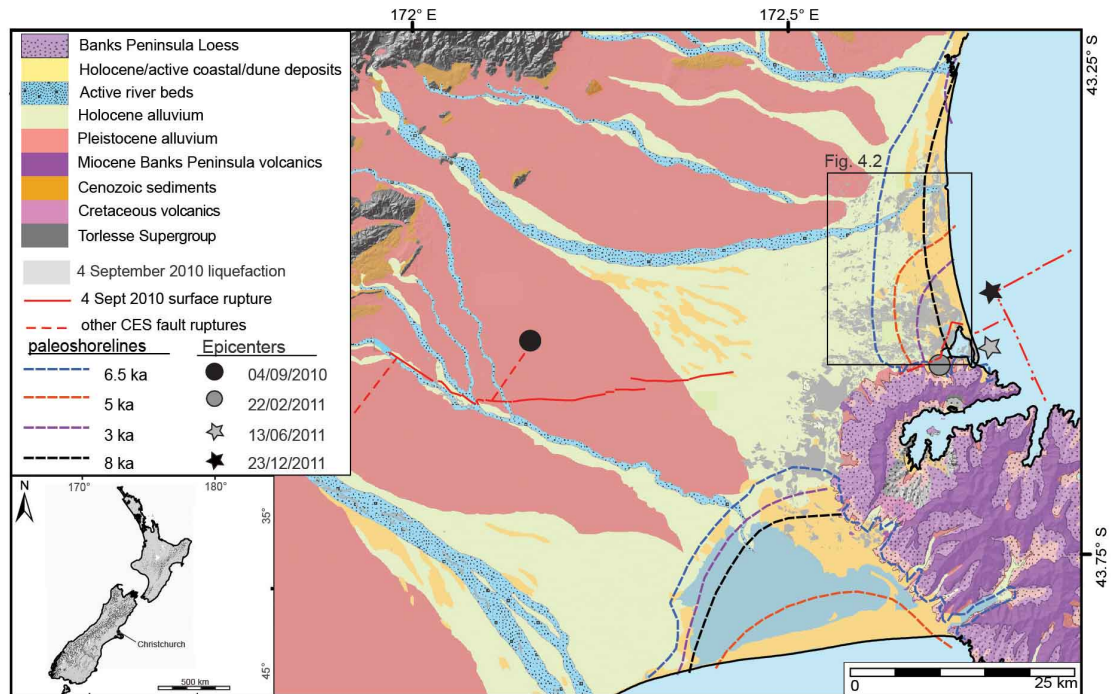 172° E
172.5° E
43.25° S
Banks Peninsula Loess
Holocene/active coastal/dune deposits
Active river beds
Holocene alluvium
Pleistocene alluvium
Miocene Banks Peninsula volcanics
Cenozoic sediments
Cretaceous volcanics
Torlesse Supergroup
4 September 2010 liquefaction
4 Sept 2010 surface rupture
other CES fault ruptures
paleoshorelines
Epicenters
6.5 ka
04/09/2010
5 ka
22/02/2011
3 ka
13/06/2011
8 ka
23/12/2011
Fig. 4.2
N
170°
180°
35°
45°
Christchurch
500 km
43.75° S
0
25 km